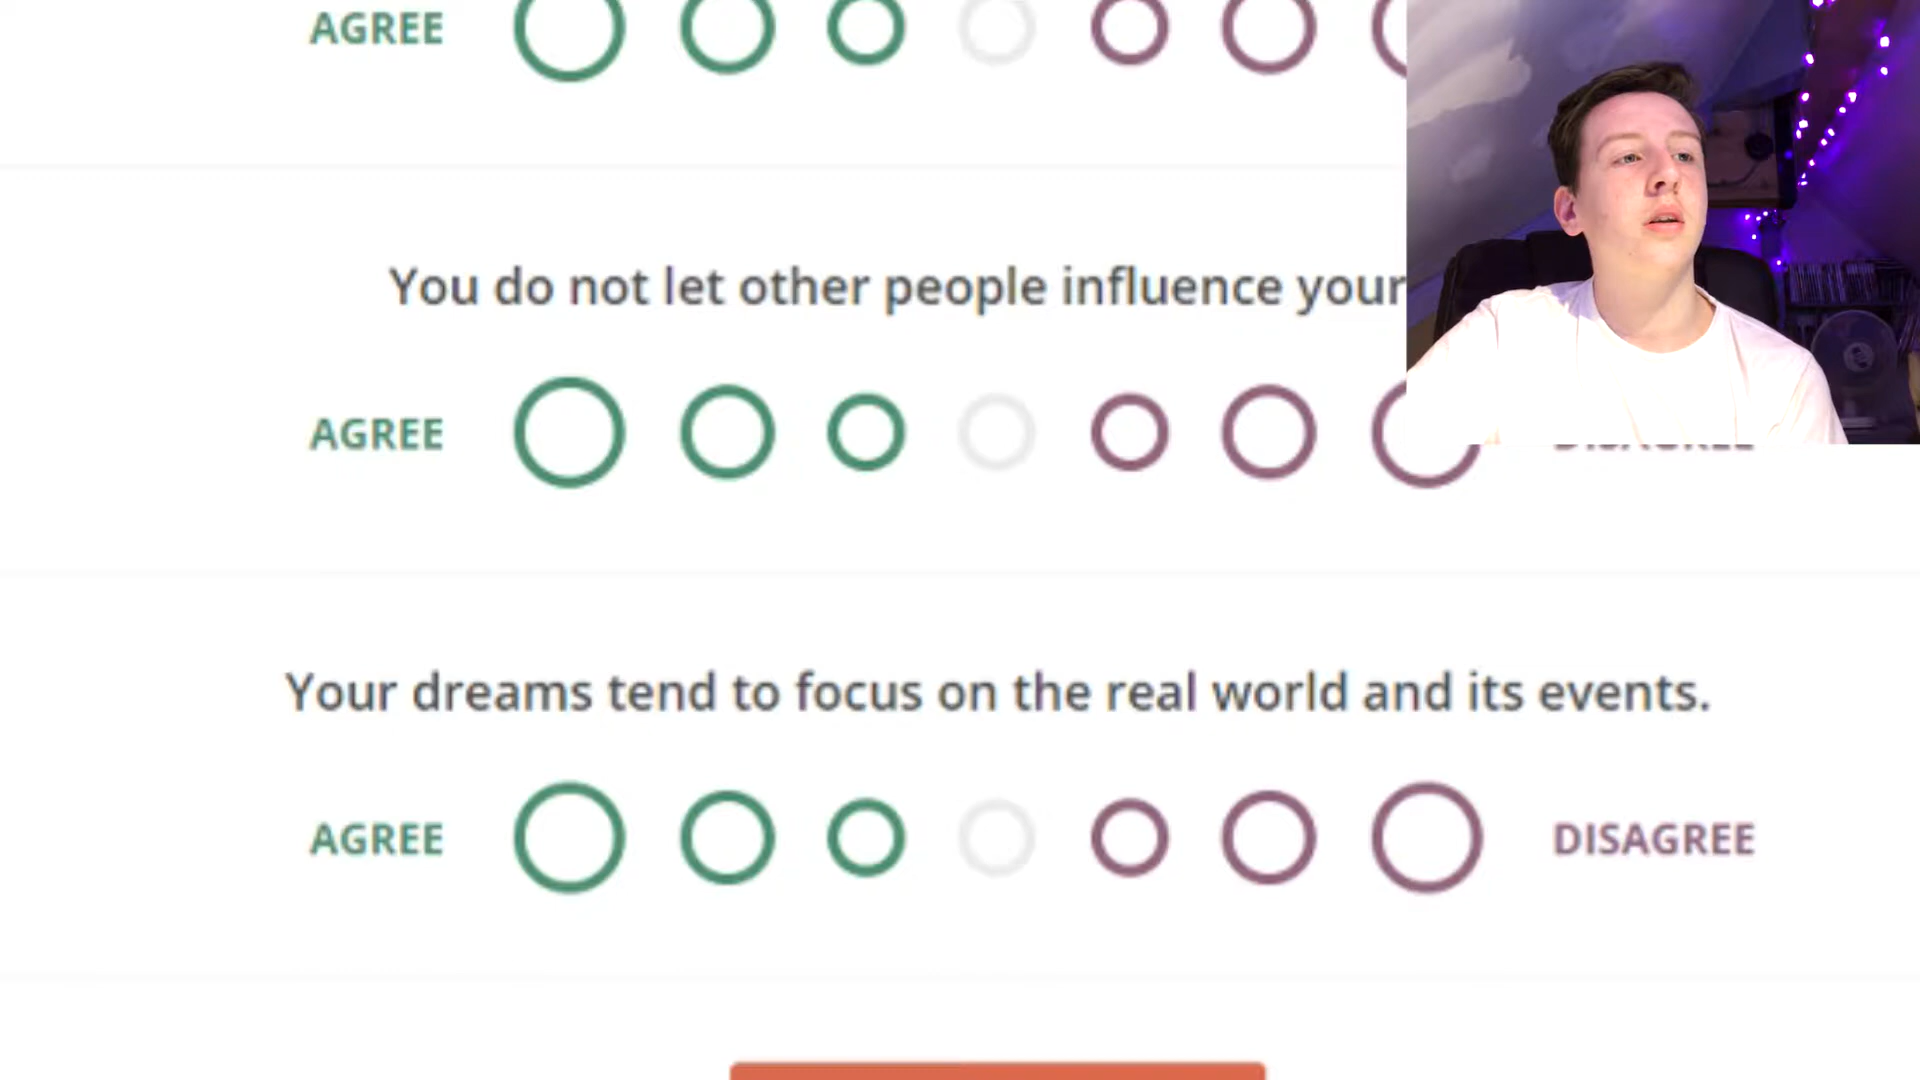 AGREE
You do not let other people influence your
AGREE
DISAGREE
Your dreams tend to focus on the real world and its events.
AGREE
DISAGREE